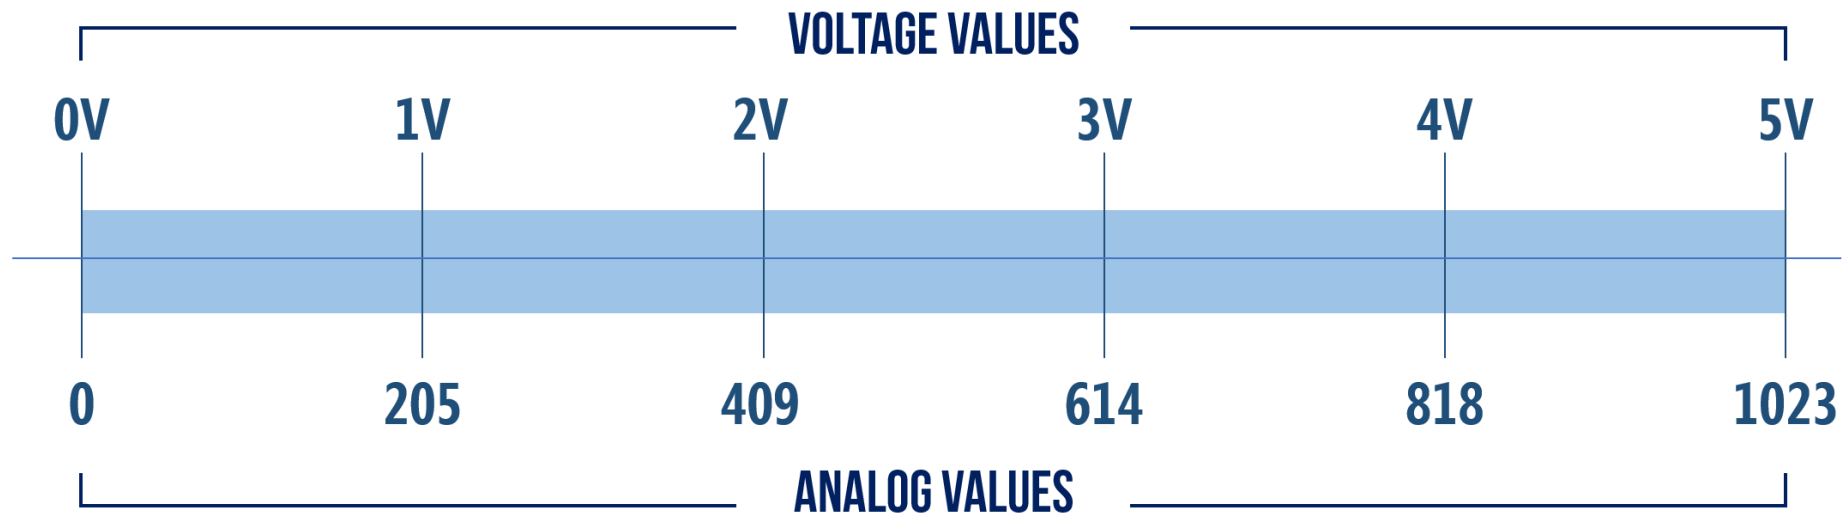 VOLTAGE VALUES
0V 1V 2V 3V 4V 5V
0 205 409 614 818 1023
ANALOG VALUES